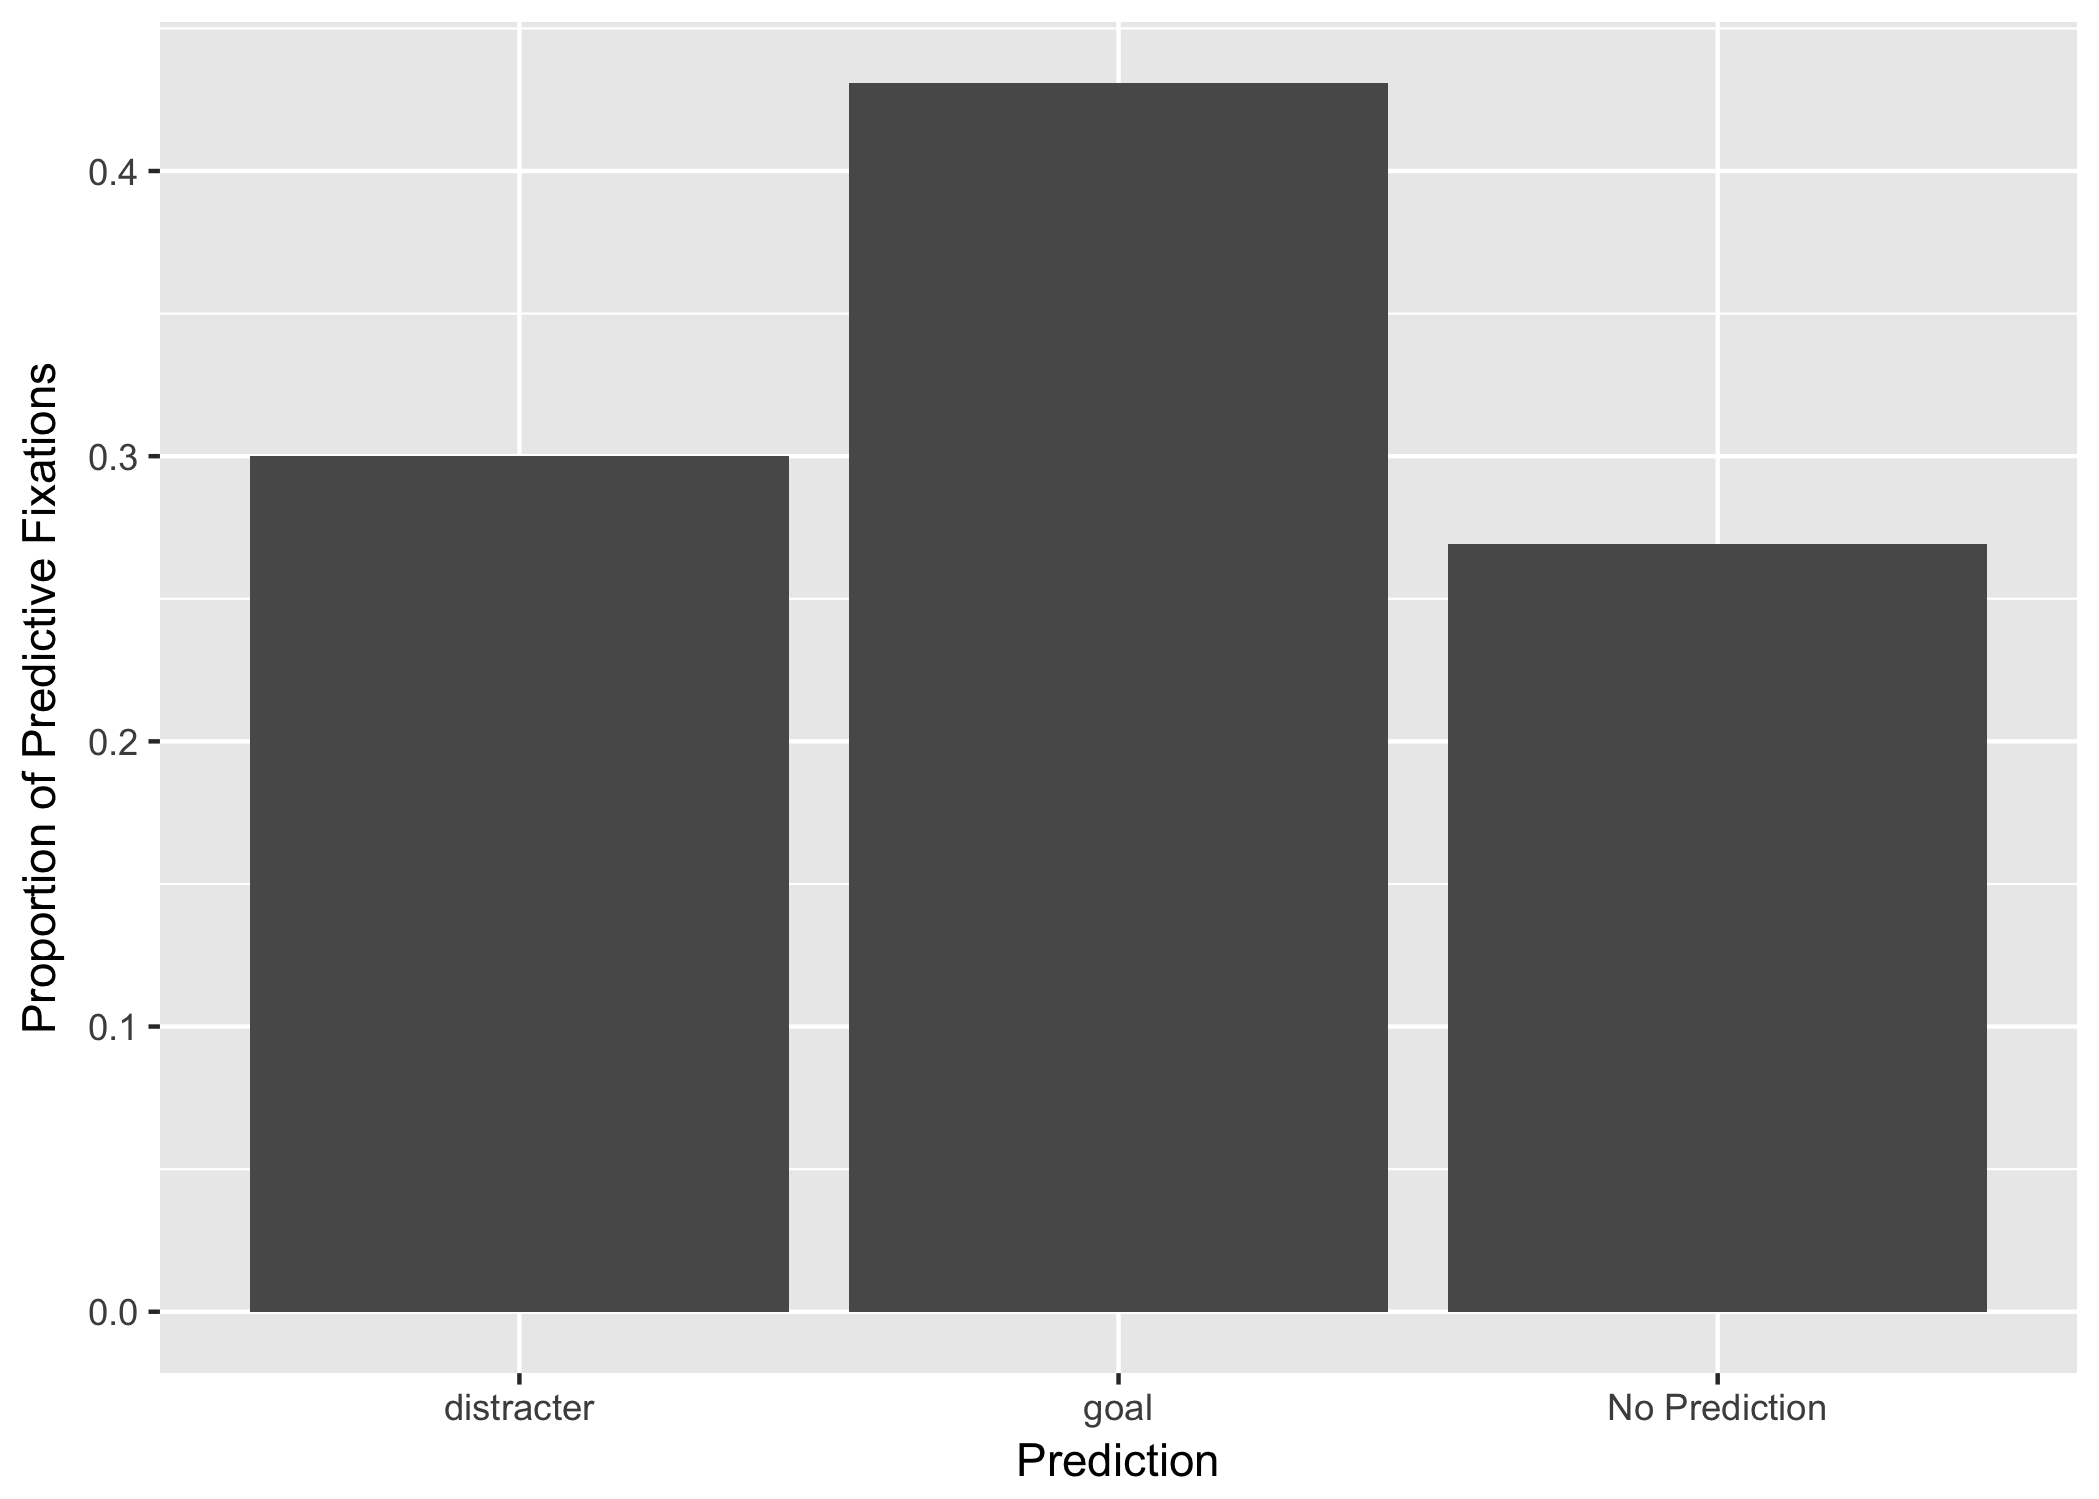 Proportion of Predictive Fixations
0.4
0.3
0.2
0.1
0.0
distracter
goal
No Prediction
Prediction